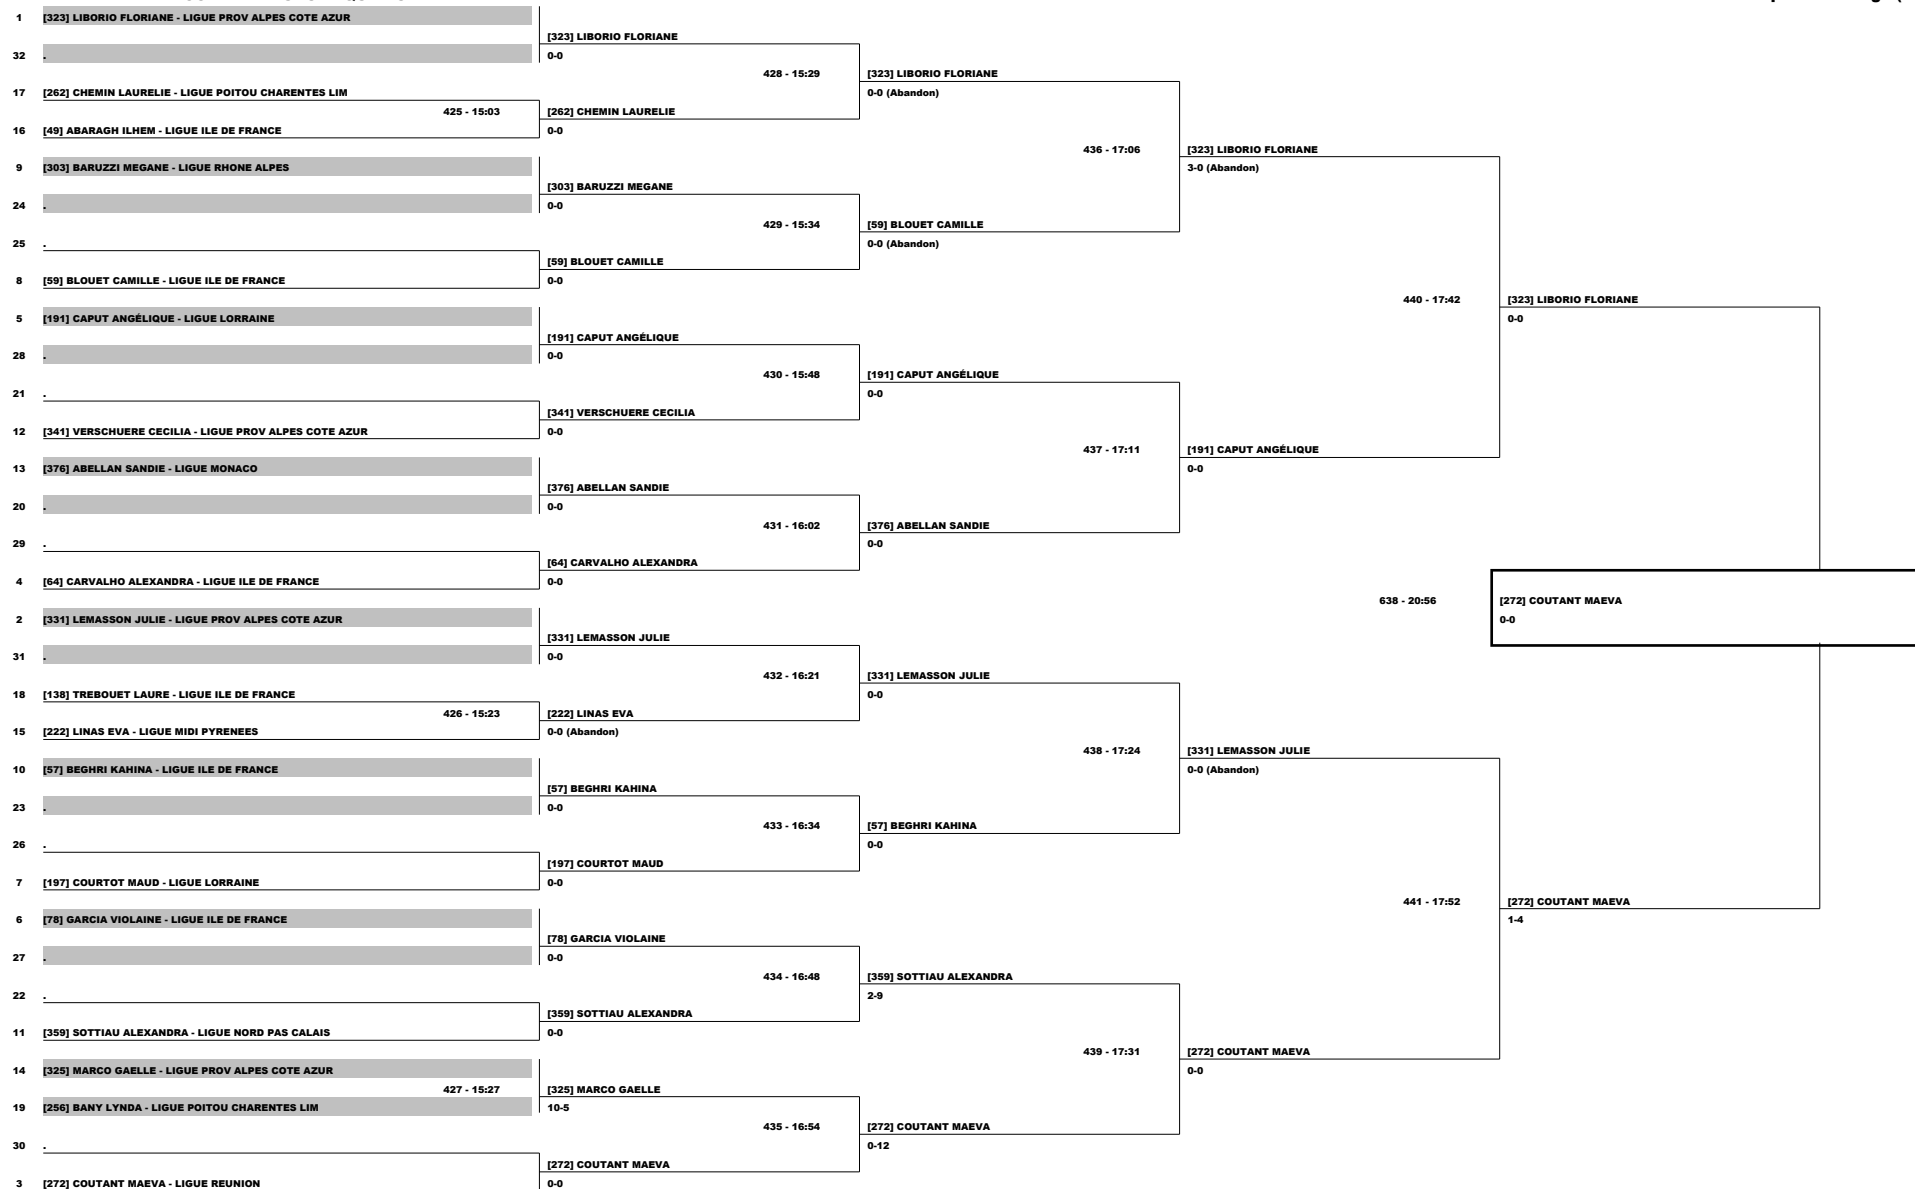 1 [323] LIBORIO FLORIANE - LIGUE PROV ALPES COTE AZUR
[323] LIBORIO FLORIANE
32 . 0-0
428 - 15:29 [323] LIBORIO FLORIANE
17 [262] CHEMIN LAURELIE - LIGUE POITOU CHARENTES LIM 0-0 (Abandon)
425 - 15:03 [262] CHEMIN LAURELIE
16 [49] ABARAGH ILHEM - LIGUE ILE DE FRANCE 0-0
436 - 17:06 [323] LIBORIO FLORIANE
9 [303] BARUZZI MEGANE - LIGUE RHONE ALPES 3-0 (Abandon)
[303] BARUZZI MEGANE
24 . 0-0
429 - 15:34 [59] BLOUET CAMILLE
25 . 0-0 (Abandon)
[59] BLOUET CAMILLE
8 [59] BLOUET CAMILLE - LIGUE ILE DE FRANCE 0-0
440 - 17:42 [323] LIBORIO FLORIANE
5 [191] CAPUT ANGÉLIQUE - LIGUE LORRAINE 0-0
[191] CAPUT ANGÉLIQUE
28 . 0-0
430 - 15:48 [191] CAPUT ANGÉLIQUE
21 . 0-0
[341] VERSCHUERE CECILIA
12 [341] VERSCHUERE CECILIA - LIGUE PROV ALPES COTE AZUR 0-0
437 - 17:11 [191] CAPUT ANGÉLIQUE
13 [376] ABELLAN SANDIE - LIGUE MONACO 0-0
[376] ABELLAN SANDIE
20 . 0-0
431 - 16:02 [376] ABELLAN SANDIE
29 . 0-0
[64] CARVALHO ALEXANDRA
4 [64] CARVALHO ALEXANDRA - LIGUE ILE DE FRANCE 0-0
638 - 20:56 [272] COUTANT MAEVA
2 [331] LEMASSON JULIE - LIGUE PROV ALPES COTE AZUR 0-0
[331] LEMASSON JULIE
31 . 0-0
432 - 16:21 [331] LEMASSON JULIE
18 [138] TREBOUET LAURE - LIGUE ILE DE FRANCE 0-0
426 - 15:23 [222] LINAS EVA
15 [222] LINAS EVA - LIGUE MIDI PYRENEES 0-0 (Abandon)
438 - 17:24 [331] LEMASSON JULIE
10 [57] BEGHRI KAHINA - LIGUE ILE DE FRANCE 0-0 (Abandon)
[57] BEGHRI KAHINA
23 . 0-0
433 - 16:34 [57] BEGHRI KAHINA
26 . 0-0
[197] COURTOT MAUD
7 [197] COURTOT MAUD - LIGUE LORRAINE 0-0
441 - 17:52 [272] COUTANT MAEVA
6 [78] GARCIA VIOLAINE - LIGUE ILE DE FRANCE 1-4
[78] GARCIA VIOLAINE
27 . 0-0
434 - 16:48 [359] SOTTIAU ALEXANDRA
22 . 2-9
[359] SOTTIAU ALEXANDRA
11 [359] SOTTIAU ALEXANDRA - LIGUE NORD PAS CALAIS 0-0
439 - 17:31 [272] COUTANT MAEVA
14 [325] MARCO GAELLE - LIGUE PROV ALPES COTE AZUR 0-0
427 - 15:27 [325] MARCO GAELLE
19 [256] BANY LYNDA - LIGUE POITOU CHARENTES LIM 10-5
435 - 16:54 [272] COUTANT MAEVA
30 . 0-12
[272] COUTANT MAEVA
3 [272] COUTANT MAEVA - LIGUE REUNION 0-0